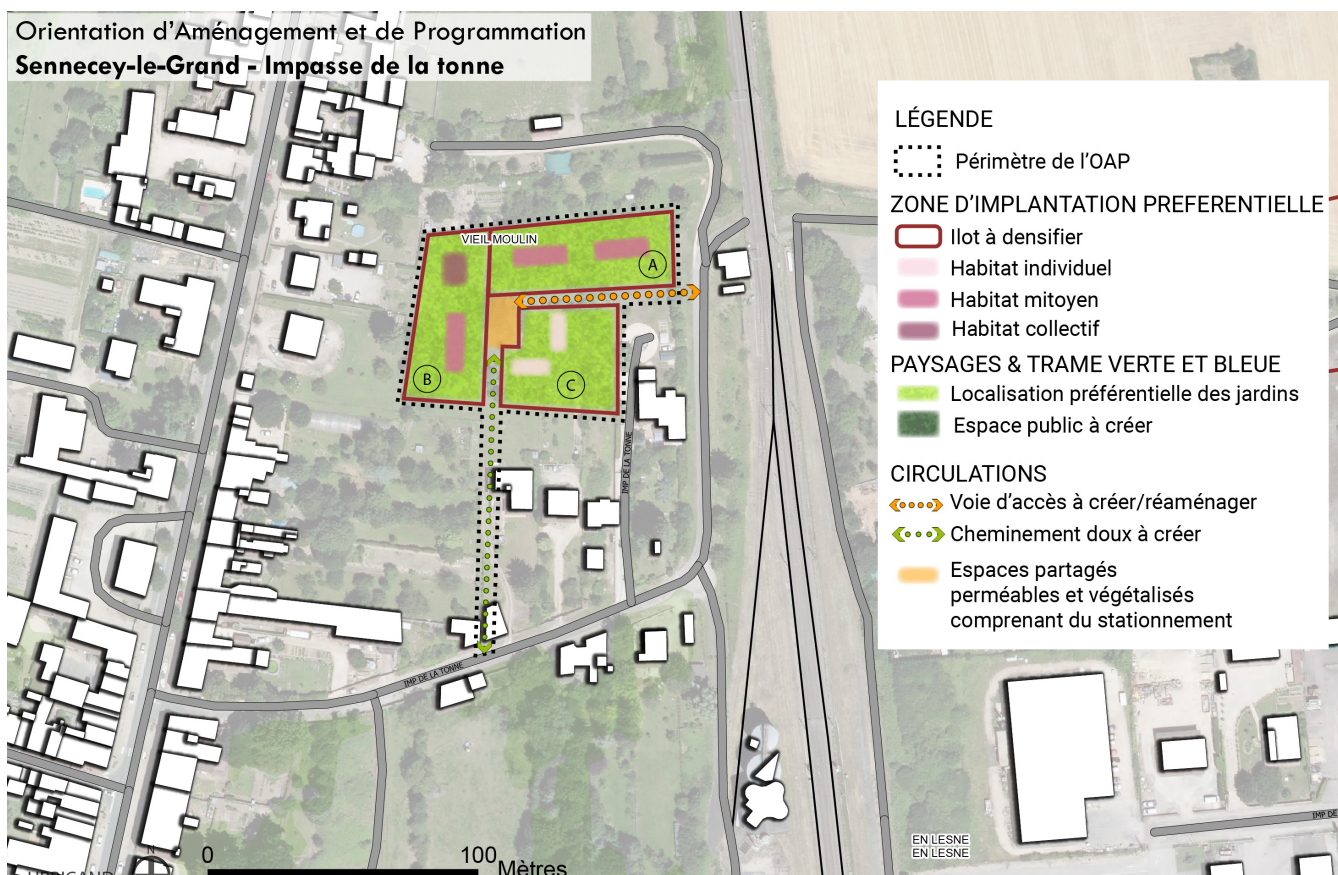 Orientation d'Aménagement et de Programmation
Sennecey-le-Grand - Impasse de la tonne
LÉGENDE
Périmètre de l'OAP
ZONE D'IMPLANTATION PREFERENTIELLE
Ilot à densifier
Habitat individuel
Habitat mitoyen
Habitat collectif
PAYSAGES & TRAME VERTE ET BLEUE
Localisation préférentielle des jardins
Espace public à créer
CIRCULATIONS
Voie d'accès à créer/réaménager
Cheminement doux à créer
Espaces partagés
perméables et végétalisés
comprenant du stationnement
VIEIL MOULIN
A
B
C
IMP DE LA TONNE
IMP DE LA TONNE
EN LESNE
EN LESNE
IMP DE
N
0
100
Mètres